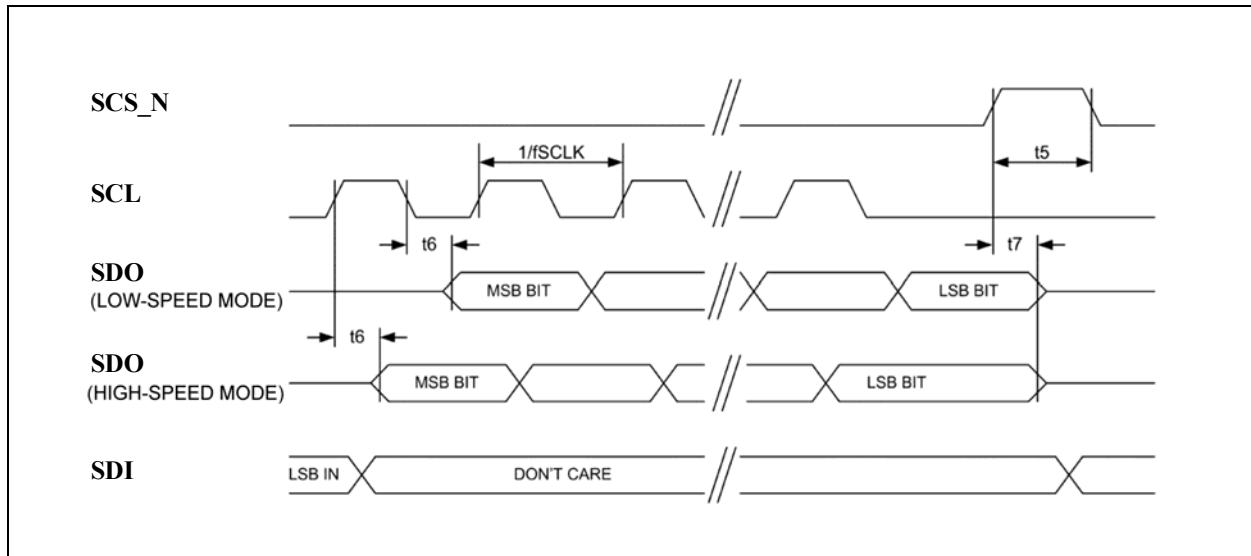 SCS_N
t5
1/fSCLK
SCL
t6
t7
SDO
(LOW-SPEED MODE)
MSB BIT
LSB BIT
t6
SDO
(HIGH-SPEED MODE)
MSB BIT
LSB BIT
SDI
LSB IN
DON'T CARE